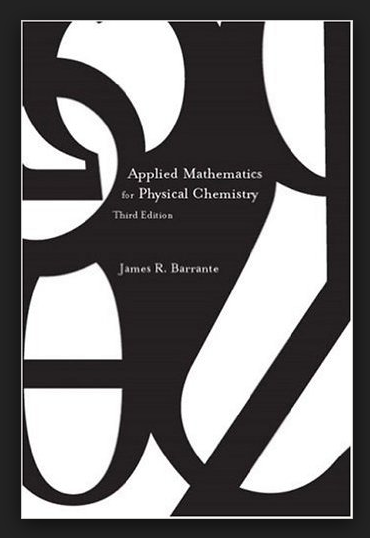 Applied Mathematics
for Physical Chemistry
Third Edition
James R. Barrante